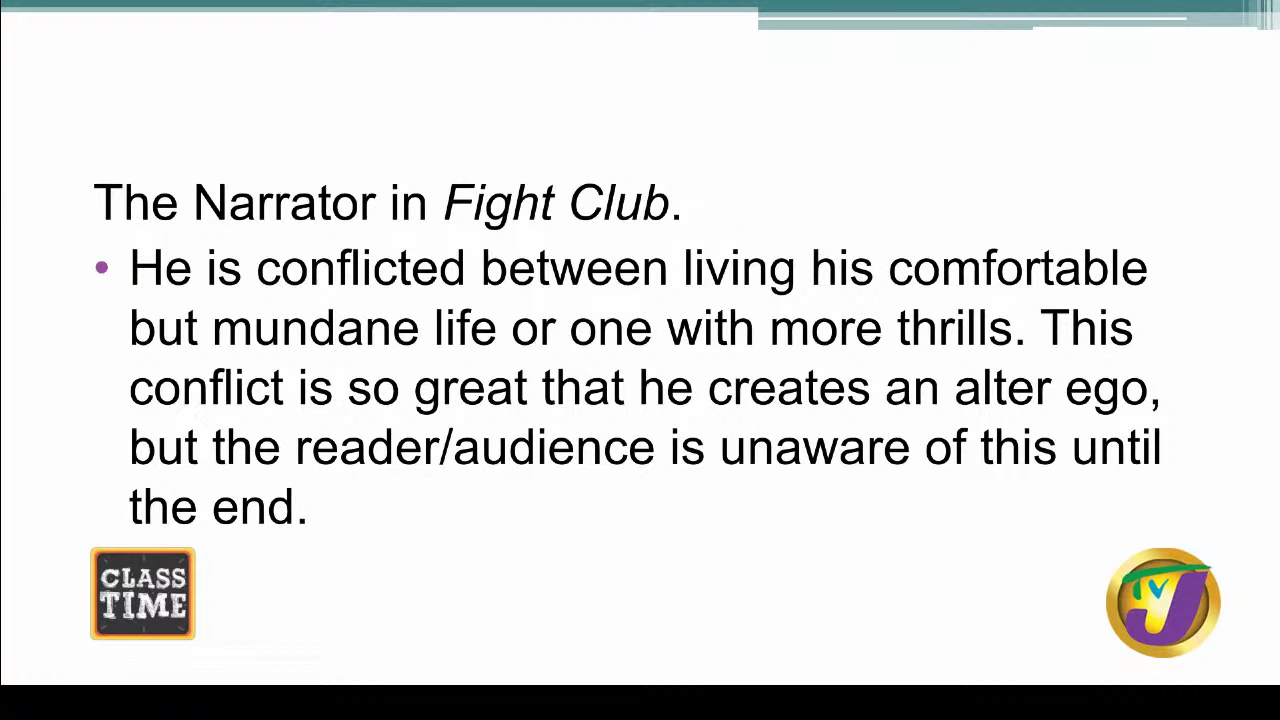 The Narrator in Fight Club.
• He is conflicted between living his comfortable
but mundane life or one with more thrills. This
conflict is so great that he creates an alter ego,
but the reader/audience is unaware of this until
the end.
CLASS
TIME
TVJ